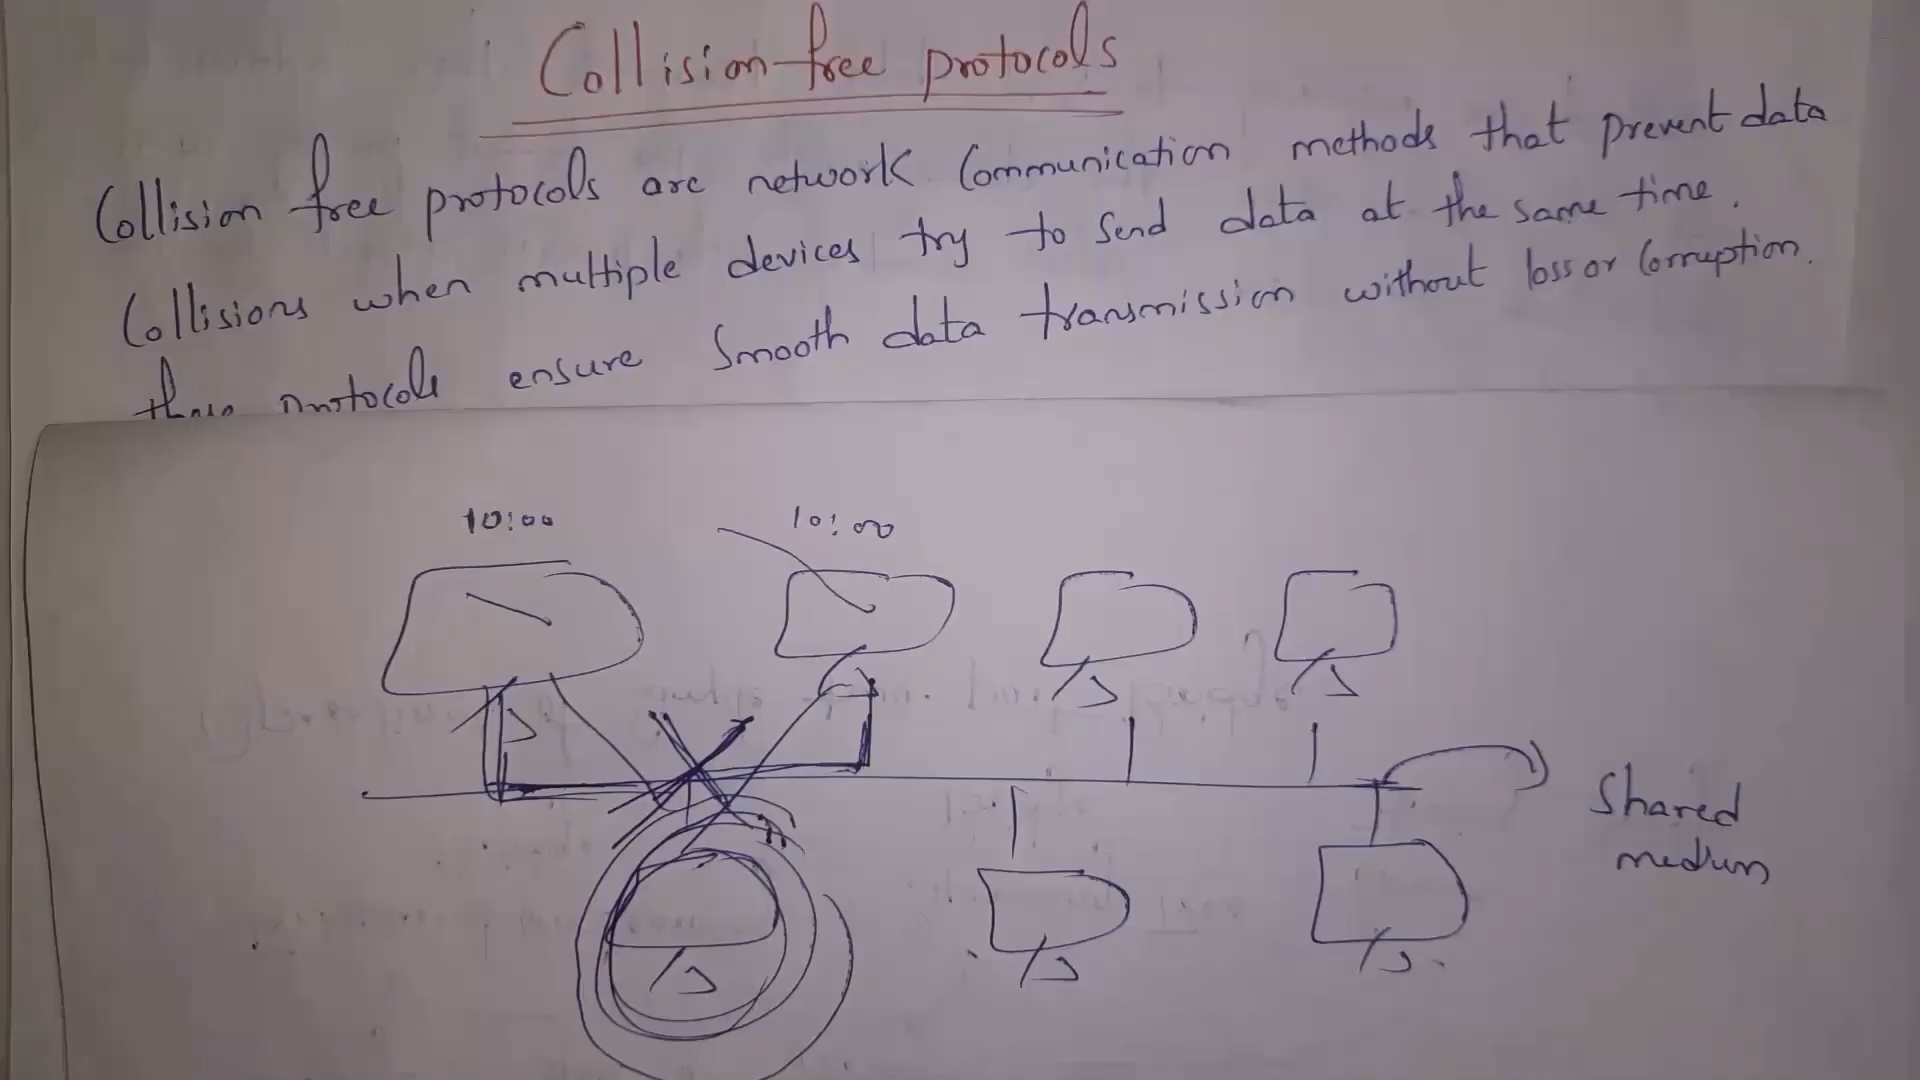 Collision-free protocols
Collision free protocols are network Communication methods that prevent data
Collisions when multiple devices try to Send data at the same time.
these protocols ensure Smooth data transmission without loss or Corruption.
10:00 10:00
Shared
medium